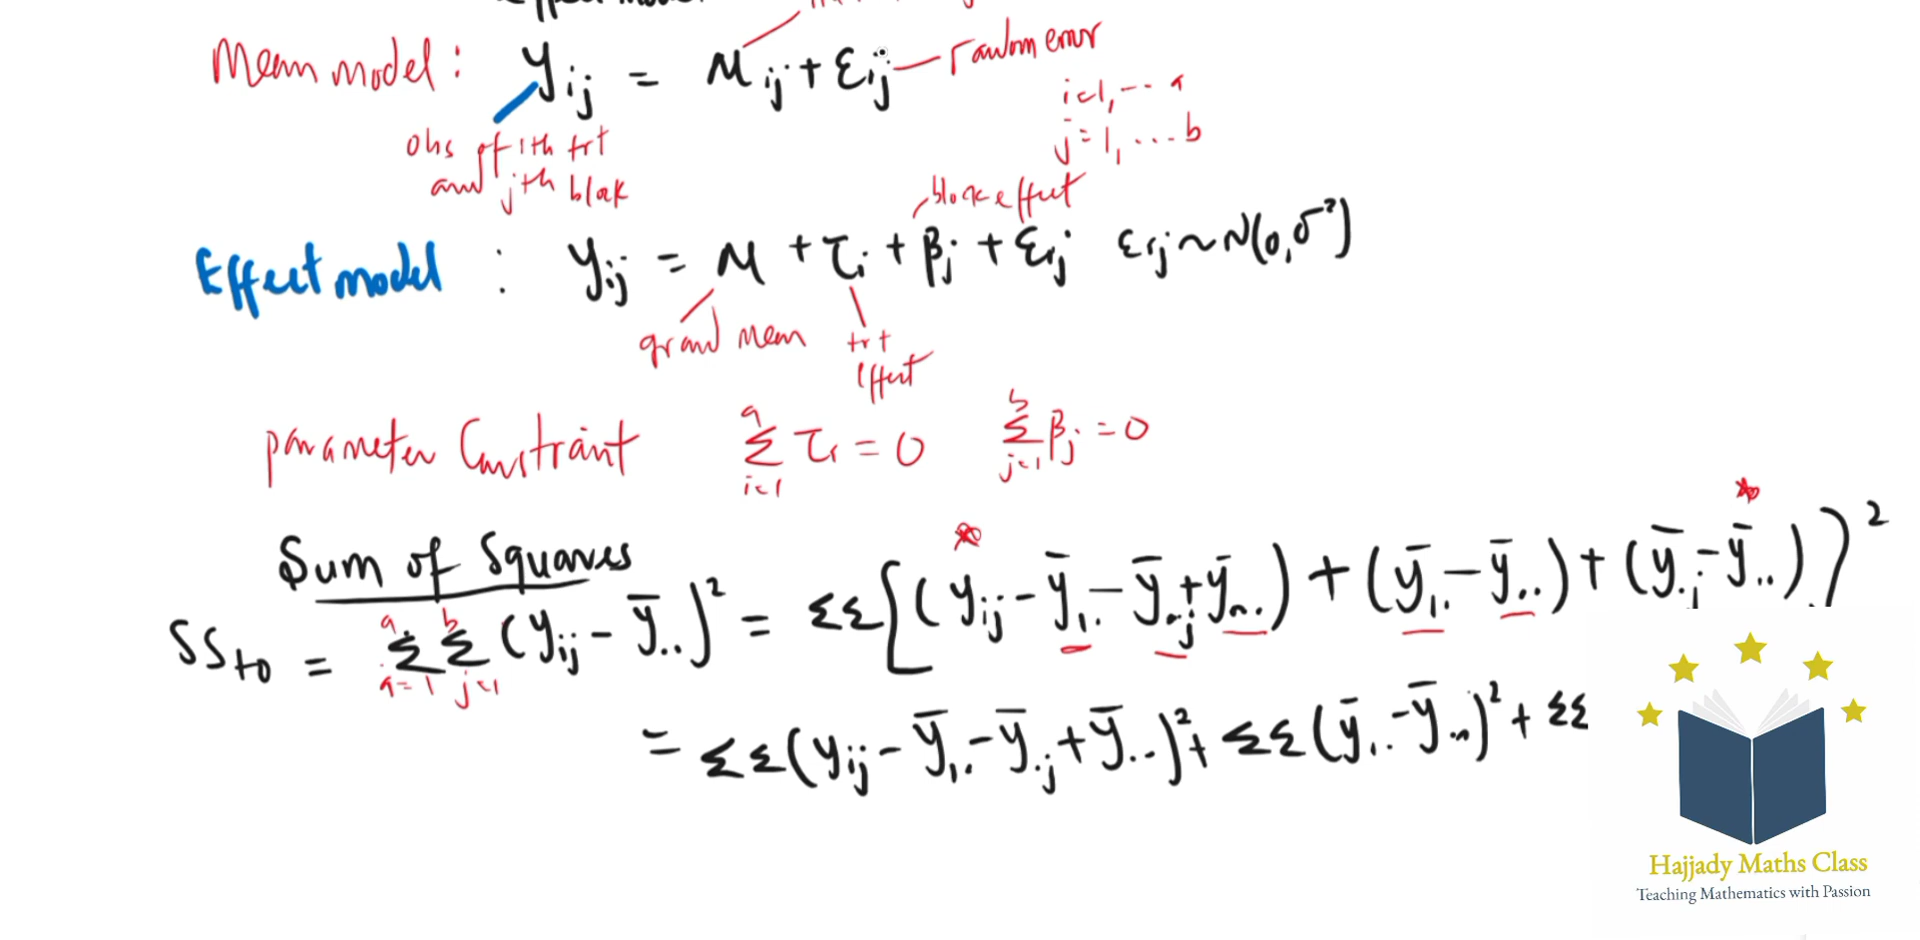 Mean model : y_ij = μ_ij + ε_ij — random error
i=1, ... a
j=1, ... b
obs of ith trt
and jth block
block effect
Effect model : y_ij = μ + τ_i + β_j + ε_ij ε_ij ~ N(0, σ²)
grand mean trt
effect
parameter Constraint Σ_{i=1}^{a} τ_i = 0 Σ_{j=1}^{b} β_j = 0
Sum of Squares
SS_to = Σ_{a=1}^{a} Σ_{j=1}^{b} (y_ij - ȳ..)² = ΣΣ[(y_ij - ȳ_i. - ȳ_.j + ȳ..) + (ȳ_i. - ȳ..) + (ȳ_.j - ȳ..)]²
= ΣΣ(y_ij - ȳ_i. - ȳ_.j + ȳ..)² + ΣΣ(ȳ_i. - ȳ..)² + ΣΣ
Hajjady Maths Class
Teaching Mathematics with Passion